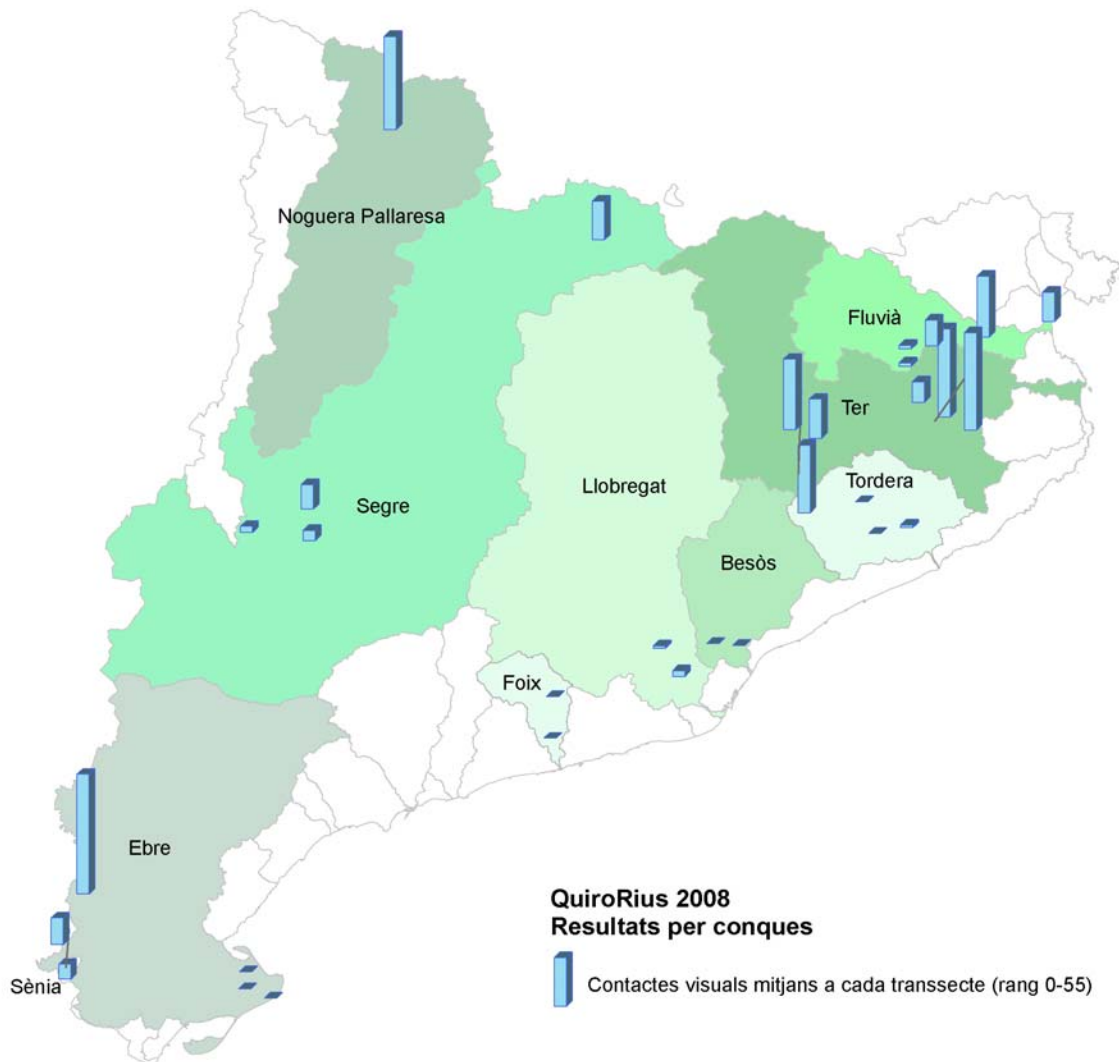 Noguera Pallaresa
Fluvià
Ter
Tordera
Llobregat
Segre
Besòs
Foix
Ebre
Sènia
QuiroRius 2008
Resultats per conques
Contactes visuals mitjans a cada transsecte (rang 0-55)